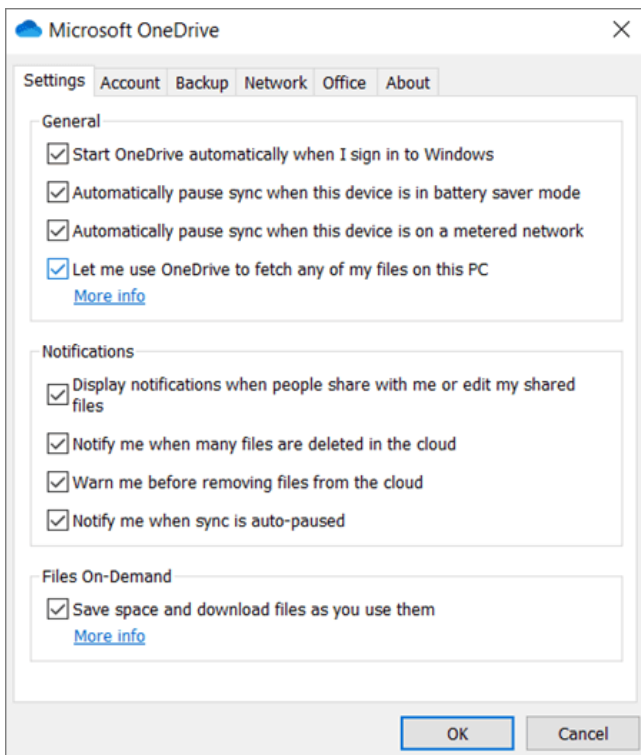 Microsoft OneDrive
Settings Account Backup Network Office About
General
Start OneDrive automatically when I sign in to Windows
Automatically pause sync when this device is in battery saver mode
Automatically pause sync when this device is on a metered network
Let me use OneDrive to fetch any of my files on this PC
More info
Notifications
Display notifications when people share with me or edit my shared
files
Notify me when many files are deleted in the cloud
Warn me before removing files from the cloud
Notify me when sync is auto-paused
Files On-Demand
Save space and download files as you use them
More info
OK Cancel